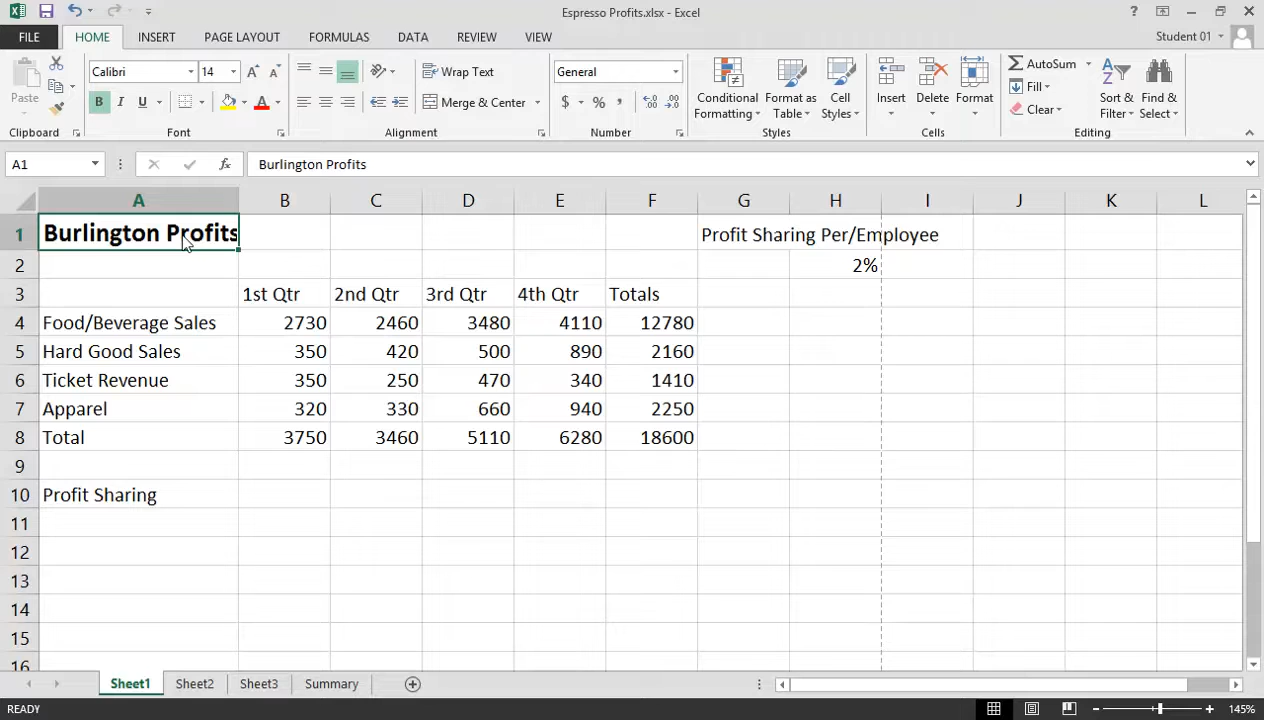 Espresso Profits.xlsx - Excel
FILE HOME INSERT PAGE LAYOUT FORMULAS DATA REVIEW VIEW Student 01
Paste
Clipboard
Calibri 14
B I U
Font
Wrap Text
Merge & Center
Alignment
General
$ % ,
Number
Conditional Formatting
Format as Table
Cell Styles
Styles
Insert
Delete
Format
Cells
AutoSum
Fill
Clear
Sort & Filter
Find & Select
Editing
A1 fx Burlington Profits
A B C D E F G H I J K L
1 Burlington Profits Profit Sharing Per/Employee
2 2%
3 1st Qtr 2nd Qtr 3rd Qtr 4th Qtr Totals
4 Food/Beverage Sales 2730 2460 3480 4110 12780
5 Hard Good Sales 350 420 500 890 2160
6 Ticket Revenue 350 250 470 340 1410
7 Apparel 320 330 660 940 2250
8 Total 3750 3460 5110 6280 18600
9
10 Profit Sharing
11
12
13
14
15
16
Sheet1 Sheet2 Sheet3 Summary
READY 145%